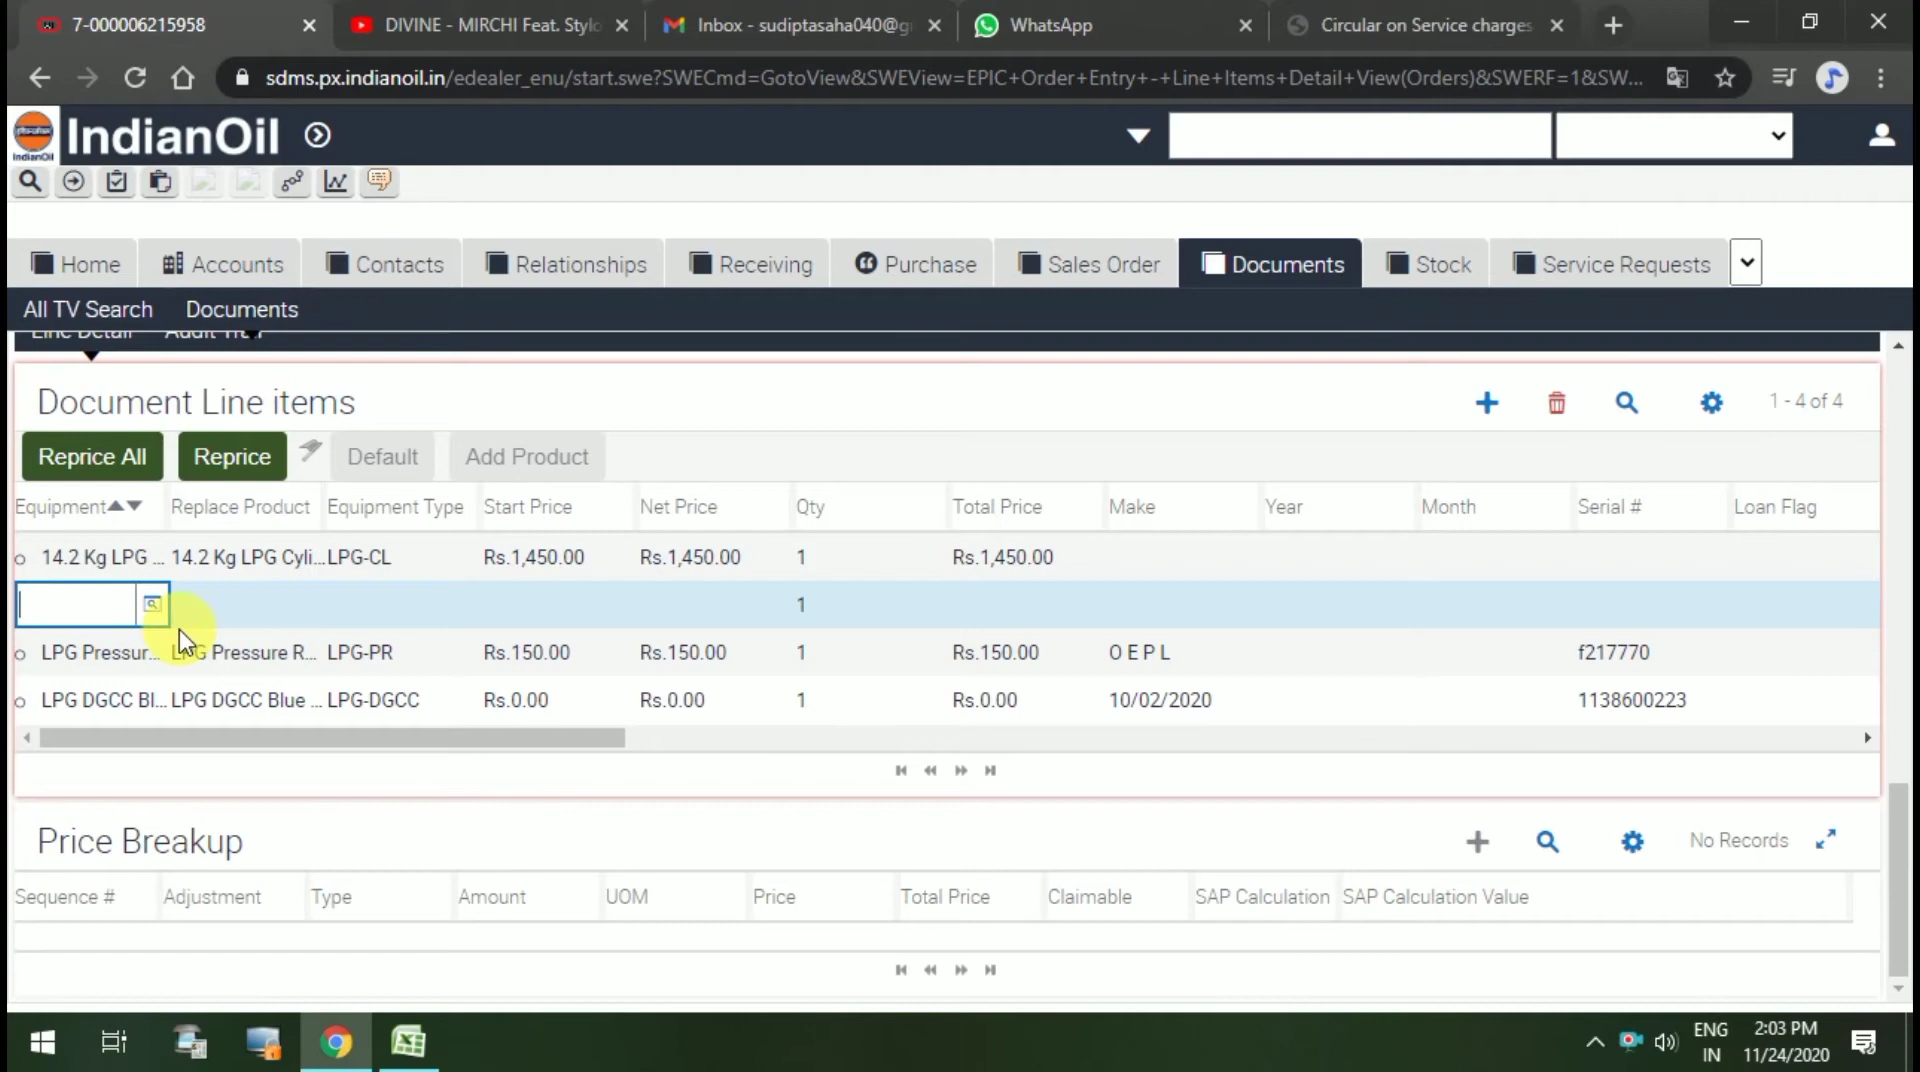 7-000006215958
DIVINE - MIRCHI Feat. Stylo
Inbox - sudiptasaha040@g
WhatsApp
Circular on Service charges
sdms.px.indianoil.in/edealer_enu/start.swe?SWECmd=GotoView&SWEView=EPIC+Order+Entry+-+Line+Items+Detail+View(Orders)&SWERF=1&SW...
IndianOil
IndianOil
Home Accounts Contacts Relationships Receiving Purchase Sales Order Documents Stock Service Requests
All TV Search Documents
Line Detail Audit Trail
Document Line items 1 - 4 of 4
Reprice All Reprice Default Add Product
Equipment Replace Product Equipment Type Start Price Net Price Qty Total Price Make Year Month Serial # Loan Flag
14.2 Kg LPG ... 14.2 Kg LPG Cyli... LPG-CL Rs.1,450.00 Rs.1,450.00 1 Rs.1,450.00
1
LPG Pressur... LPG Pressure R... LPG-PR Rs.150.00 Rs.150.00 1 Rs.150.00 O E P L f217770
LPG DGCC Bl... LPG DGCC Blue ... LPG-DGCC Rs.0.00 Rs.0.00 1 Rs.0.00 10/02/2020 1138600223
Price Breakup No Records
Sequence # Adjustment Type Amount UOM Price Total Price Claimable SAP Calculation SAP Calculation Value
ENG 2:03 PM
IN 11/24/2020